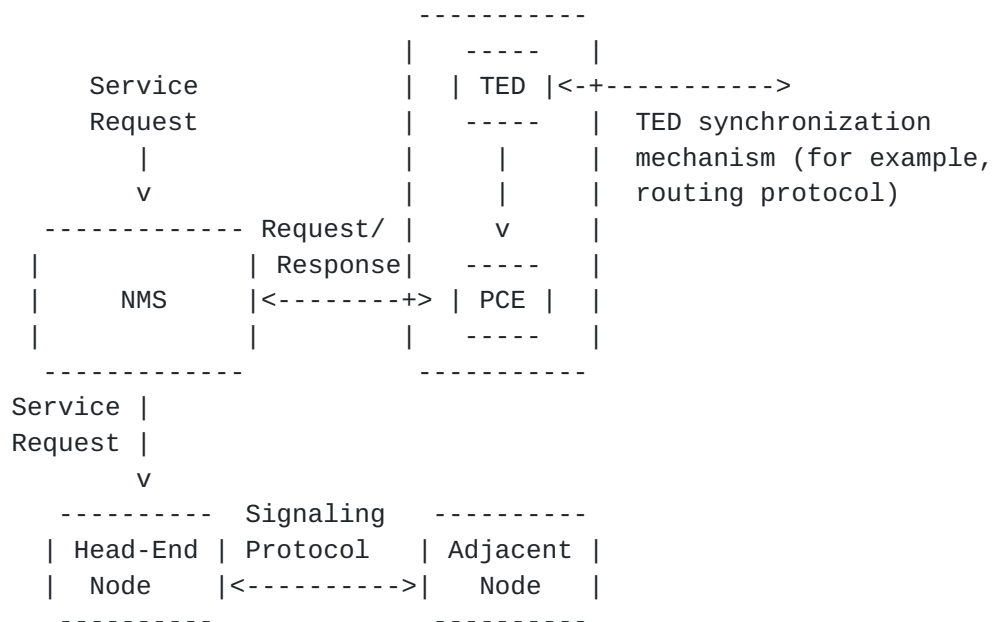 Service
Request
TED
TED synchronization
mechanism (for example,
routing protocol)
Request/
Response
NMS
PCE
Service
Request
Signaling
Head-End Protocol Adjacent
Node Node